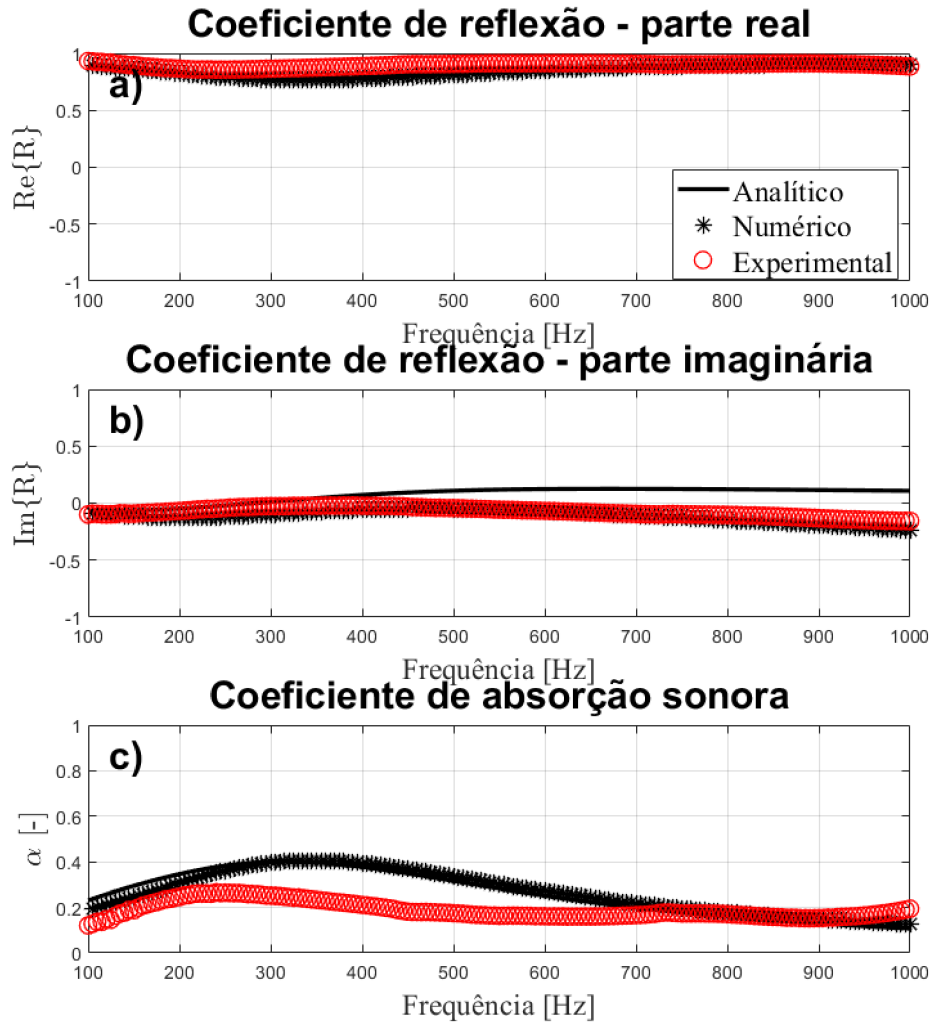 Coeficiente de reflexão - parte real
a)
Re{R}
1
0.5
0
-0.5
-1
Analítico
Numérico
Experimental
100 200 300 400 500 600 700 800 900 1000
Frequência [Hz]
Coeficiente de reflexão - parte imaginária
b)
Im{R}
1
0.5
0
-0.5
-1
100 200 300 400 500 600 700 800 900 1000
Frequência [Hz]
Coeficiente de absorção sonora
c)
α [-]
1
0.8
0.6
0.4
0.2
0
100 200 300 400 500 600 700 800 900 1000
Frequência [Hz]